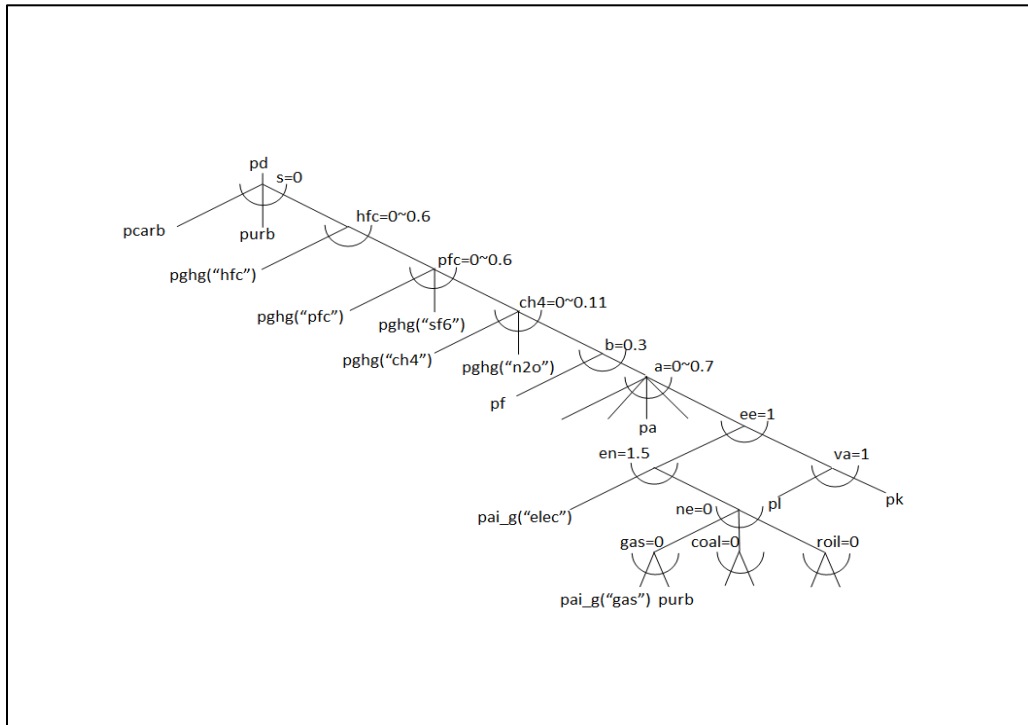 pd
s=0
pcarb
purb
hfc=0~0.6
pghg(“hfc”)
pfc=0~0.6
pghg(“pfc”)
pghg(“sf6”)
ch4=0~0.11
pghg(“ch4”)
pghg(“n2o”)
b=0.3
pf
a=0~0.7
pa
ee=1
en=1.5
va=1
pai_g(“elec”)
ne=0
pl
pk
gas=0
coal=0
roil=0
pai_g(“gas”) purb